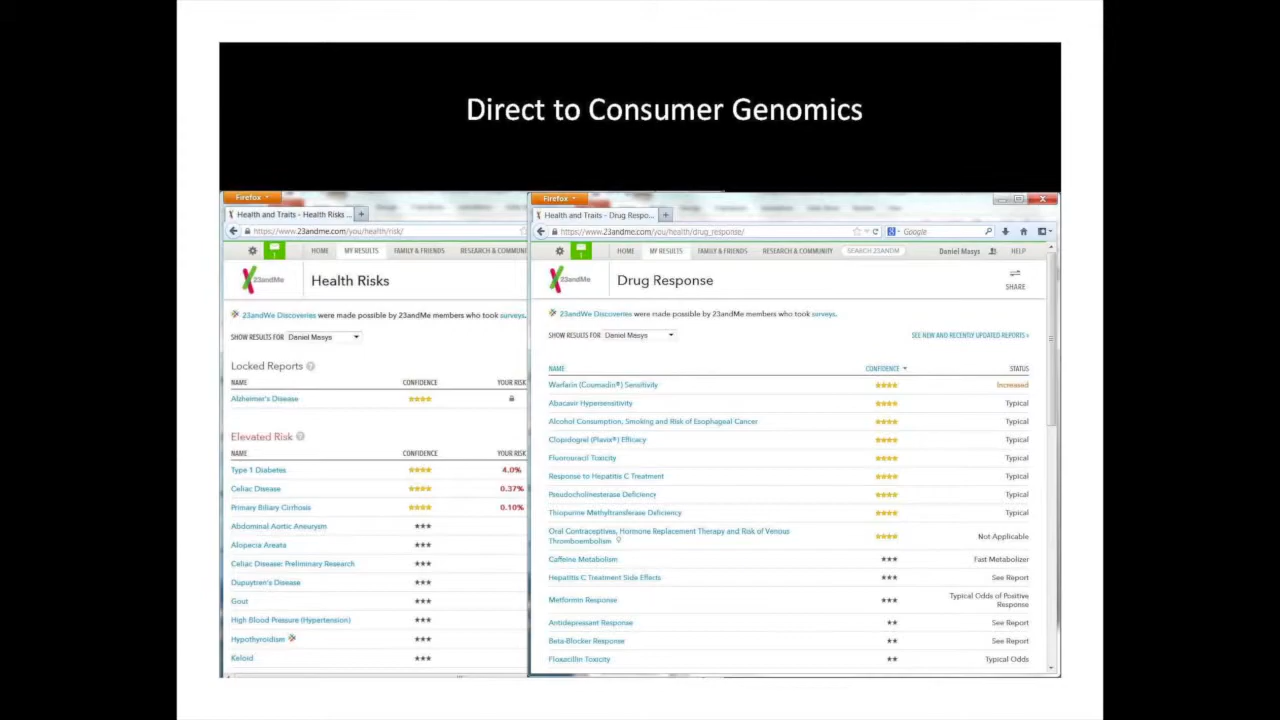 Direct to Consumer Genomics
Firefox
Health and Traits - Health Risks ...
https://www.23andme.com/you/health/risk/
HOME MY RESULTS FAMILY & FRIENDS RESEARCH & COMMUN
23andMe
Health Risks
23andWe Discoveries were made possible by 23andMe members who took surveys.
SHOW RESULTS FOR Daniel Masys
Locked Reports ?
NAME CONFIDENCE YOUR RISK
Alzheimer's Disease ★★★★
Elevated Risk ?
NAME CONFIDENCE YOUR RISK
Type 1 Diabetes ★★★★ 4.0%
Celiac Disease ★★★★ 0.37%
Primary Biliary Cirrhosis ★★★★ 0.10%
Abdominal Aortic Aneurysm ★★★
Alopecia Areata ★★★
Celiac Disease: Preliminary Research ★★★
Dupuytren's Disease ★★★
Gout ★★★
High Blood Pressure (Hypertension) ★★★
Hypothyroidism ★★★
Keloid ★★★
Firefox
Health and Traits - Drug Respo...
https://www.23andme.com/you/health/drug_response/
Google
HOME MY RESULTS FAMILY & FRIENDS RESEARCH & COMMUNITY SEARCH 23ANDM Daniel Masys HELP
23andMe
Drug Response
SHARE
23andWe Discoveries were made possible by 23andMe members who took surveys.
SHOW RESULTS FOR Daniel Masys
SEE NEW AND RECENTLY UPDATED REPORTS ›
NAME CONFIDENCE STATUS
Warfarin (Coumadin®) Sensitivity ★★★★ Increased
Abacavir Hypersensitivity ★★★★ Typical
Alcohol Consumption, Smoking and Risk of Esophageal Cancer ★★★★ Typical
Clopidogrel (Plavix®) Efficacy ★★★★ Typical
Fluorouracil Toxicity ★★★★ Typical
Response to Hepatitis C Treatment ★★★★ Typical
Pseudocholinesterase Deficiency ★★★★ Typical
Thiopurine Methyltransferase Deficiency ★★★★ Typical
Oral Contraceptives, Hormone Replacement Therapy and Risk of Venous
Thromboembolism ♀ ★★★★ Not Applicable
Caffeine Metabolism ★★★ Fast Metabolizer
Hepatitis C Treatment Side Effects ★★★ See Report
Metformin Response ★★★ Typical Odds of Positive
Response
Antidepressant Response ★★ See Report
Beta-Blocker Response ★★ See Report
Floxacillin Toxicity ★★ Typical Odds